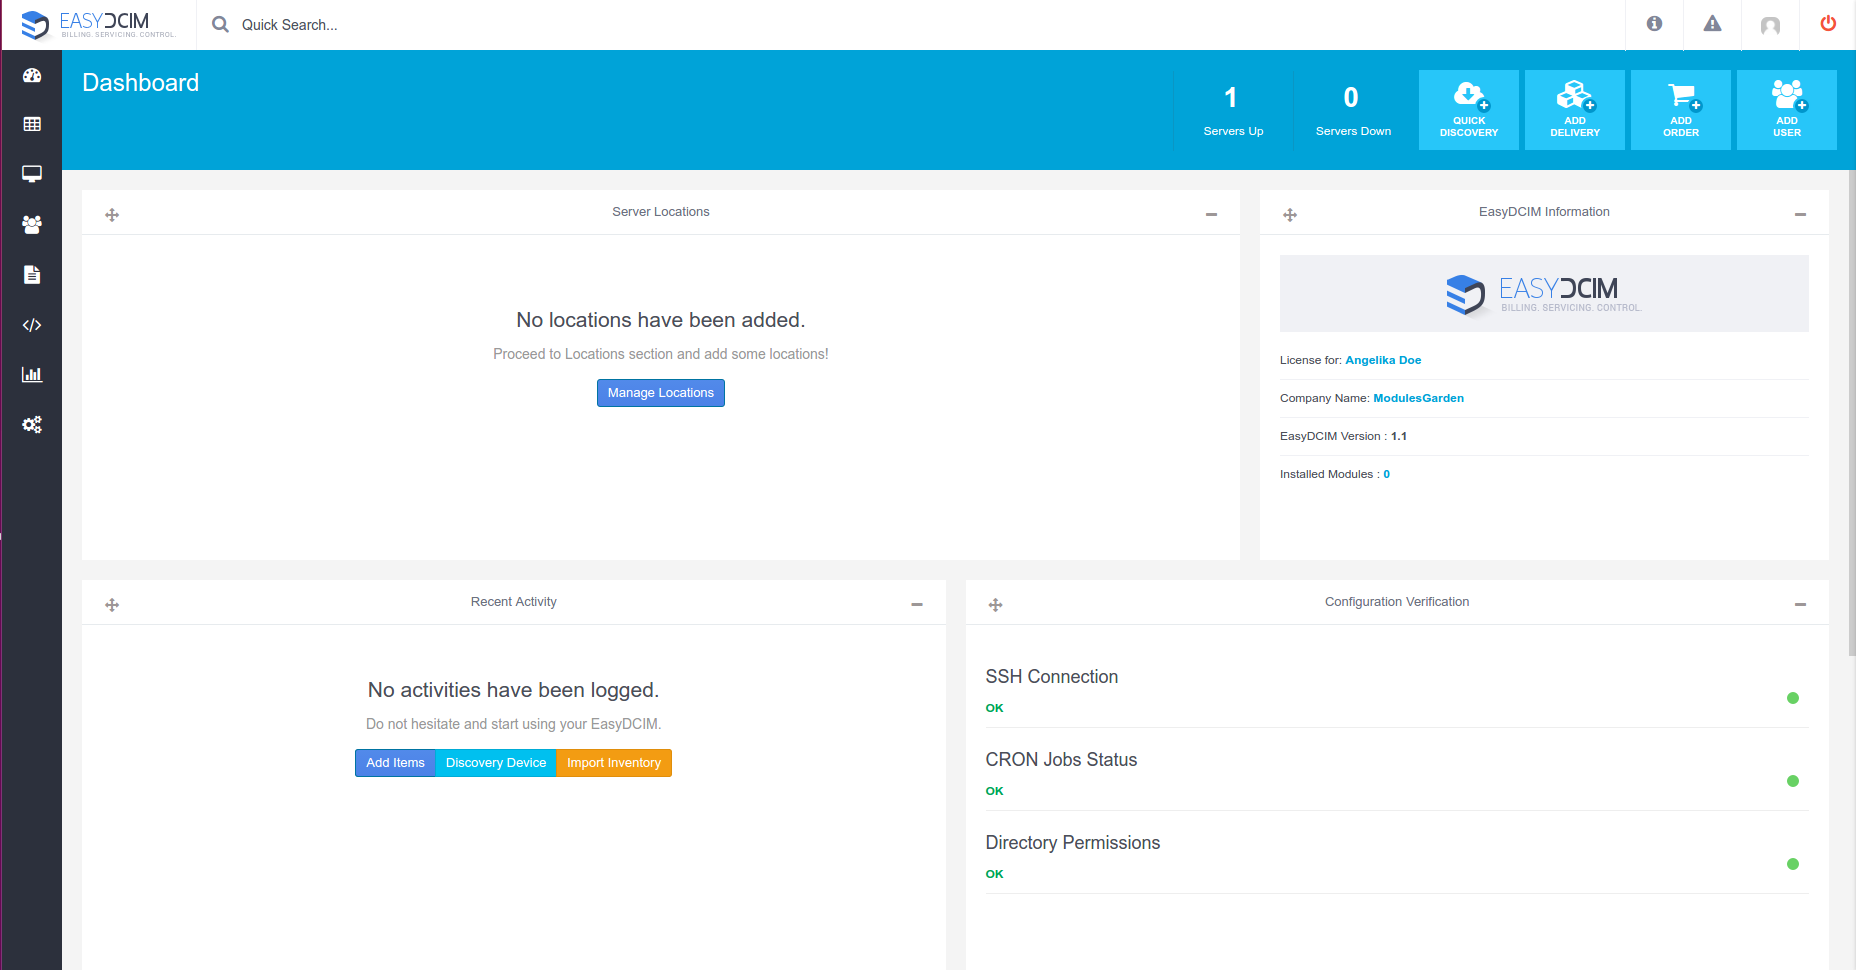 EASYDCIM
BILLING. SERVICING. CONTROL.
Quick Search...
Dashboard
1
Servers Up
0
Servers Down
QUICK
DISCOVERY
ADD
DELIVERY
ADD
ORDER
ADD
USER
Server Locations
No locations have been added.
Proceed to Locations section and add some locations!
Manage Locations
EasyDCIM Information
EASYDCIM
BILLING. SERVICING. CONTROL.
License for: Angelika Doe
Company Name: ModulesGarden
EasyDCIM Version : 1.1
Installed Modules : 0
Recent Activity
No activities have been logged.
Do not hesitate and start using your EasyDCIM.
Add Items Discovery Device Import Inventory
Configuration Verification
SSH Connection
OK
CRON Jobs Status
OK
Directory Permissions
OK